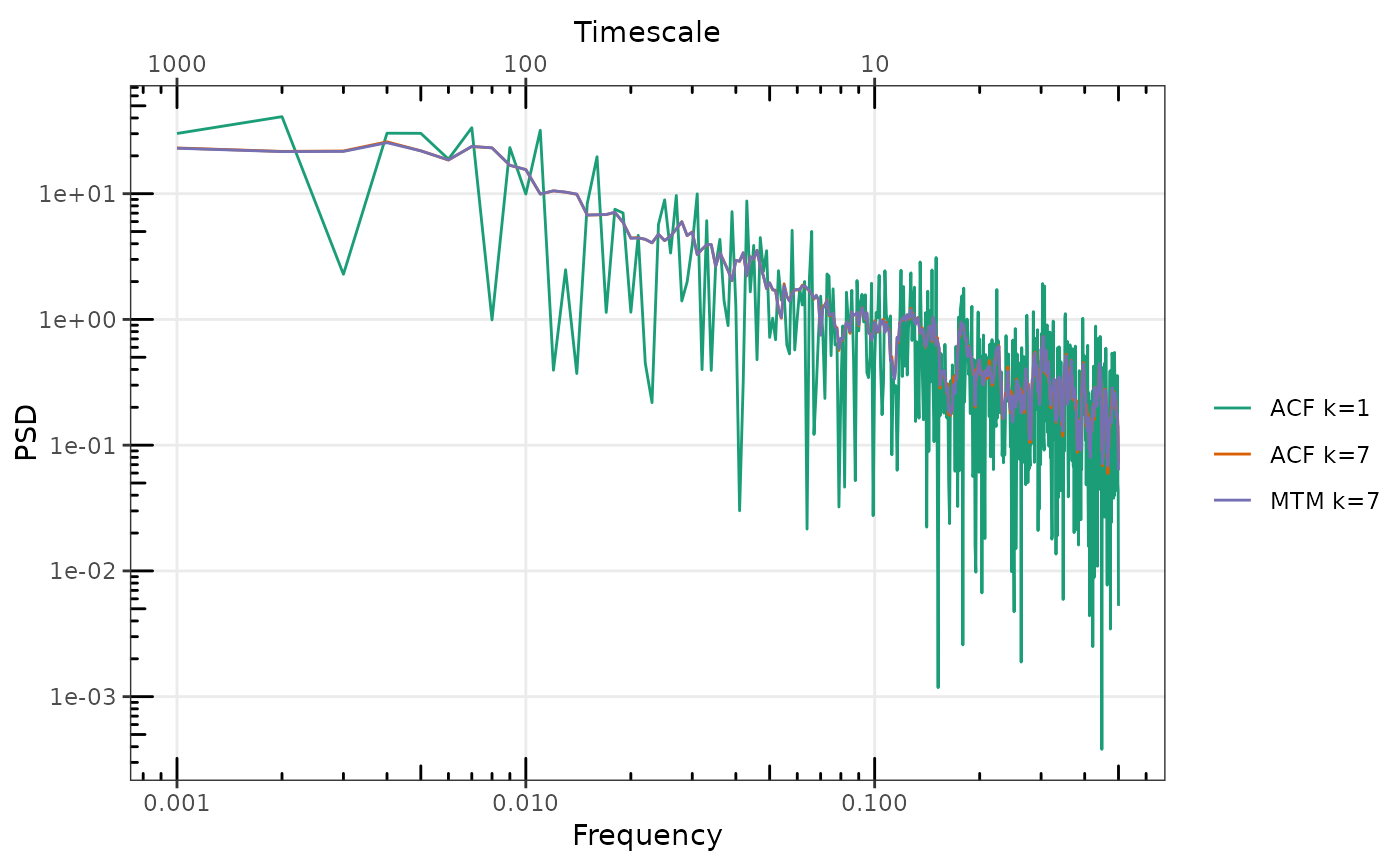 Timescale
1000 100 10
PSD
1e+01
1e+00
1e-01
1e-02
1e-03
ACF k=1
ACF k=7
MTM k=7
0.001 0.010 0.100
Frequency